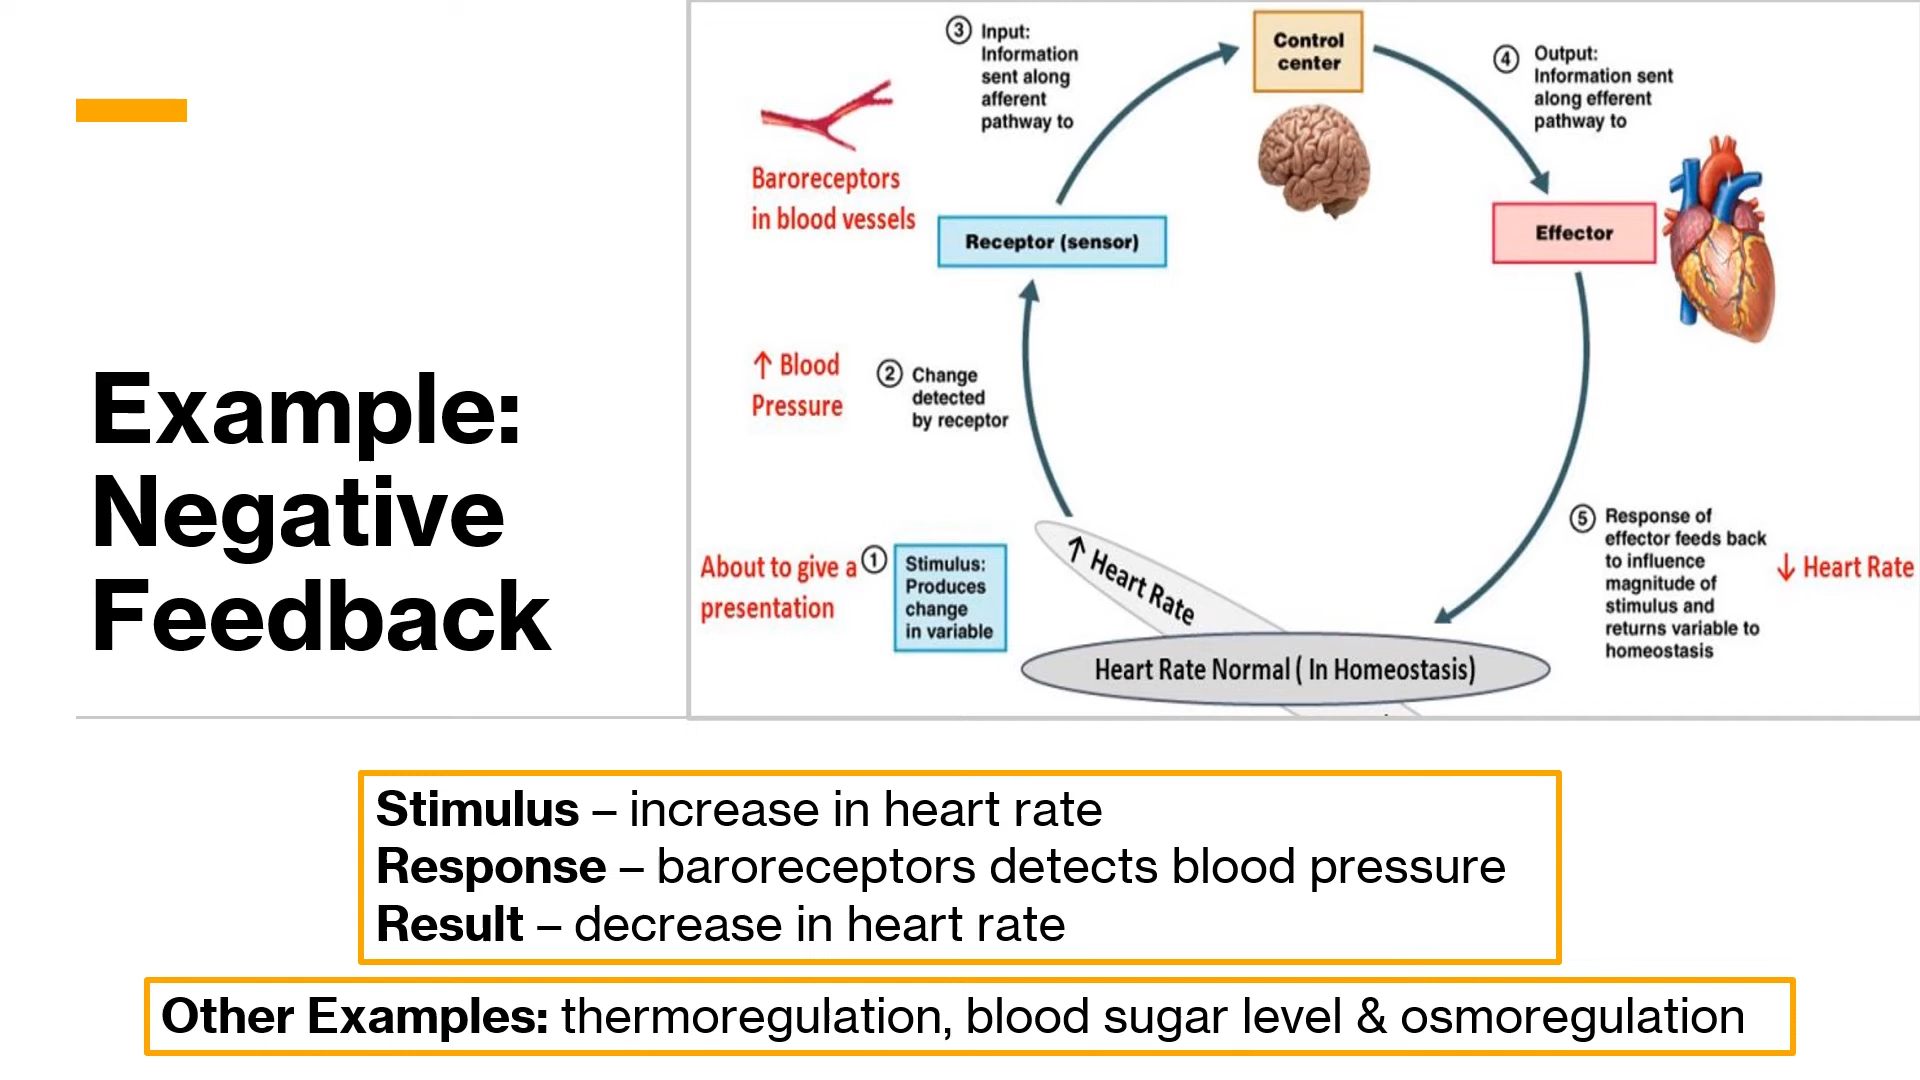 Example:
Negative
Feedback
③ Input:
Information
sent along
afferent
pathway to
Control
center
④ Output:
Information sent
along efferent
pathway to
Baroreceptors
in blood vessels
Receptor (sensor)
Effector
↑ Blood
Pressure
② Change
detected
by receptor
About to give a
presentation
① Stimulus:
Produces
change
in variable
↑ Heart Rate
Heart Rate Normal ( In Homeostasis)
⑤ Response of
effector feeds back
to influence
magnitude of
stimulus and
returns variable to
homeostasis
↓ Heart Rate
Stimulus – increase in heart rate
Response – baroreceptors detects blood pressure
Result – decrease in heart rate
Other Examples: thermoregulation, blood sugar level & osmoregulation